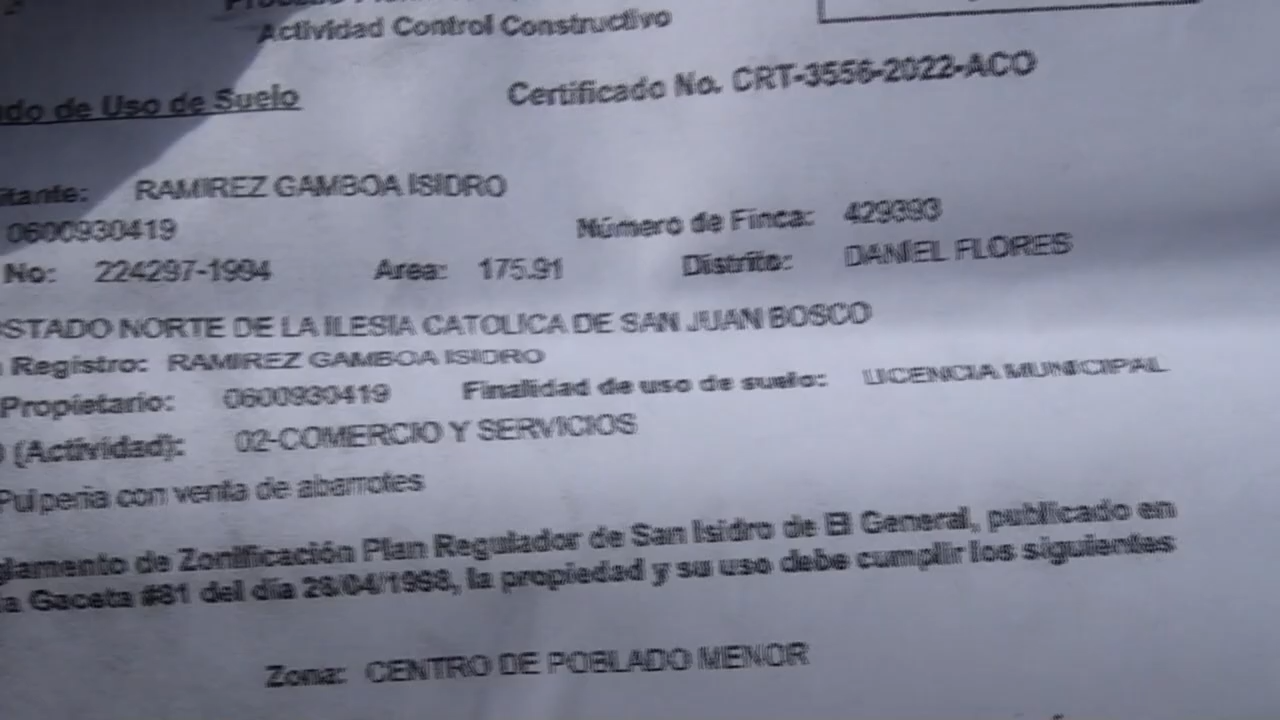 Actividad Control Constructivo
do de Uso de Suelo Certificado No. CRT-3556-2022-ACO
itante: RAMIREZ GAMBOA ISIDRO
0600930419 Número de Finca: 429393
No: 224297-1994 Area: 175.91 Distrito: DANIEL FLORES
OSTADO NORTE DE LA ILESIA CATOLICA DE SAN JUAN BOSCO
Registro: RAMIREZ GAMBOA ISIDRO
Propietario: 0600930419 Finalidad de uso de suelo: LICENCIA MUNICIPAL
(Actividad): 02-COMERCIO Y SERVICIOS
Pulperia con venta de abarrotes
glamento de Zonificación Plan Regulador de San Isidro de El General, publicado en
a Gaceta #81 del día 28/04/1998, la propiedad y su uso debe cumplir los siguientes
Zona: CENTRO DE POBLADO MENOR